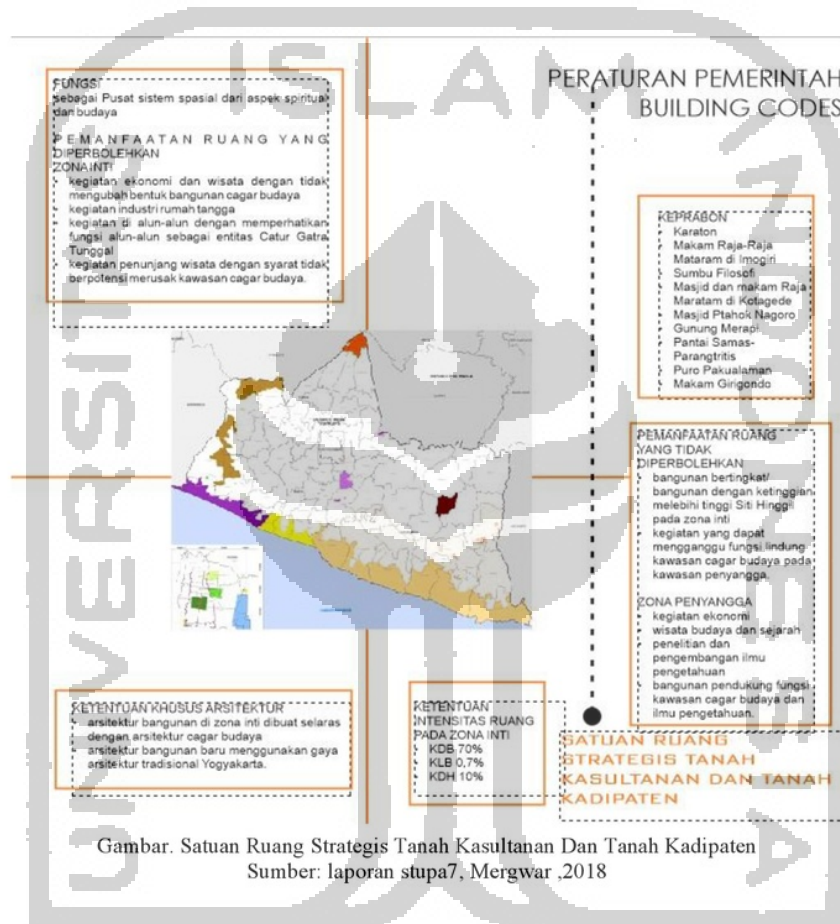 PERATURAN PEMERINTAH
BUILDING CODES
FUNGSI
sebagai Pusat sistem spasial dari aspek spiritual
dan budaya
PEMANFAATAN RUANG YANG
DIPERBOLEHKAN
ZONA INTI
kegiatan ekonomi dan wisata dengan tidak
mengubah bentuk bangunan cagar budaya
kegiatan industri rumah tangga
kegiatan di alun-alun dengan memperhatikan
fungsi alun-alun sebagai entitas Catur Gatra
Tunggal
kegiatan penunjang wisata dengan syarat tidak
berpotensi merusak kawasan cagar budaya.
KEPRABON
Karaton
Makam Raja-Raja
Mataram di Imogiri
Sumbu Filosofi
Masjid dan makam Raja
Maratam di Kotagede
Masjid Ptahok Nagoro
Gunung Merapi
Pantai Samas-
Parangtritis
Puro Pakualaman
Makam Girigondo
PEMANFAATAN RUANG
YANG TIDAK
DIPERBOLEHKAN
bangunan bertingkat/
bangunan dengan ketinggian
melebihi tinggi Siti Hinggil
pada zona inti
kegiatan yang dapat
mengganggu fungsi lindung
kawasan cagar budaya pada
kawasan penyangga.
ZONA PENYANGGA
kegiatan ekonomi
wisata budaya dan sejarah
penelitian dan
pengembangan ilmu
pengetahuan
bangunan pendukung fungsi
kawasan cagar budaya dan
ilmu pengetahuan.
KETENTUAN KHUSUS ARSITEKTUR
arsitektur bangunan di zona inti dibuat selaras
dengan arsitektur cagar budaya
arsitektur bangunan baru menggunakan gaya
arsitektur tradisional Yogyakarta.
KETENTUAN
INTENSITAS RUANG
PADA ZONA INTI
KDB 70%
KLB 0,7%
KDH 10%
SATUAN RUANG
STRATEGIS TANAH
KASULTANAN DAN TANAH
KADIPATEN
Gambar. Satuan Ruang Strategis Tanah Kasultanan Dan Tanah Kadipaten
Sumber: laporan stupa7, Mergwar ,2018
UNIVERSITAS
ISLAM
INDONESIA